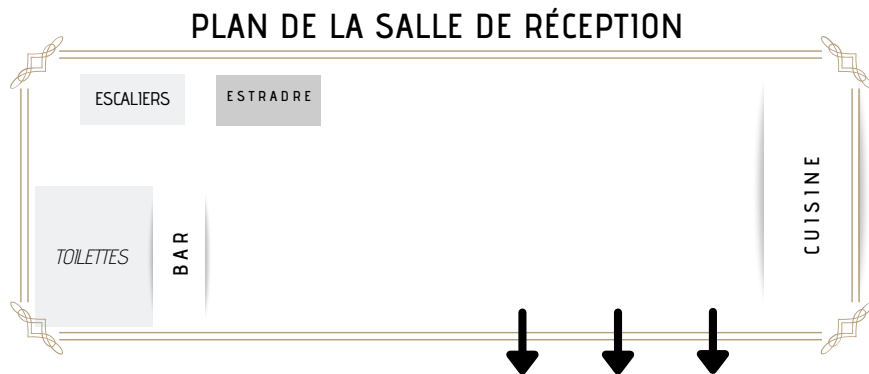 PLAN DE LA SALLE DE RÉCEPTION
ESCALIERS
ESTRADRE
TOILETTES
BAR
CUISINE